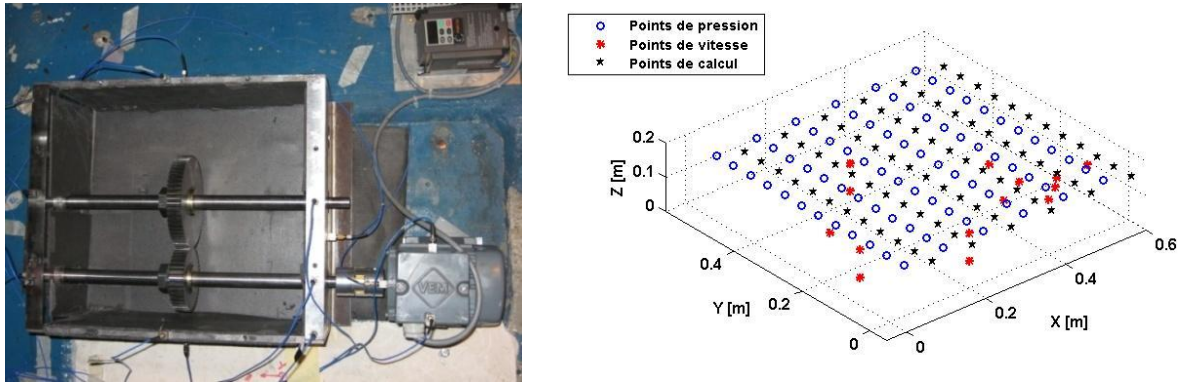 VEM
Points de pression
Points de vitesse
Points de calcul
0.2
0.1
0
Z [m]
0.4
0.2
0
Y [m]
0
0.2
0.4
0.6
X [m]